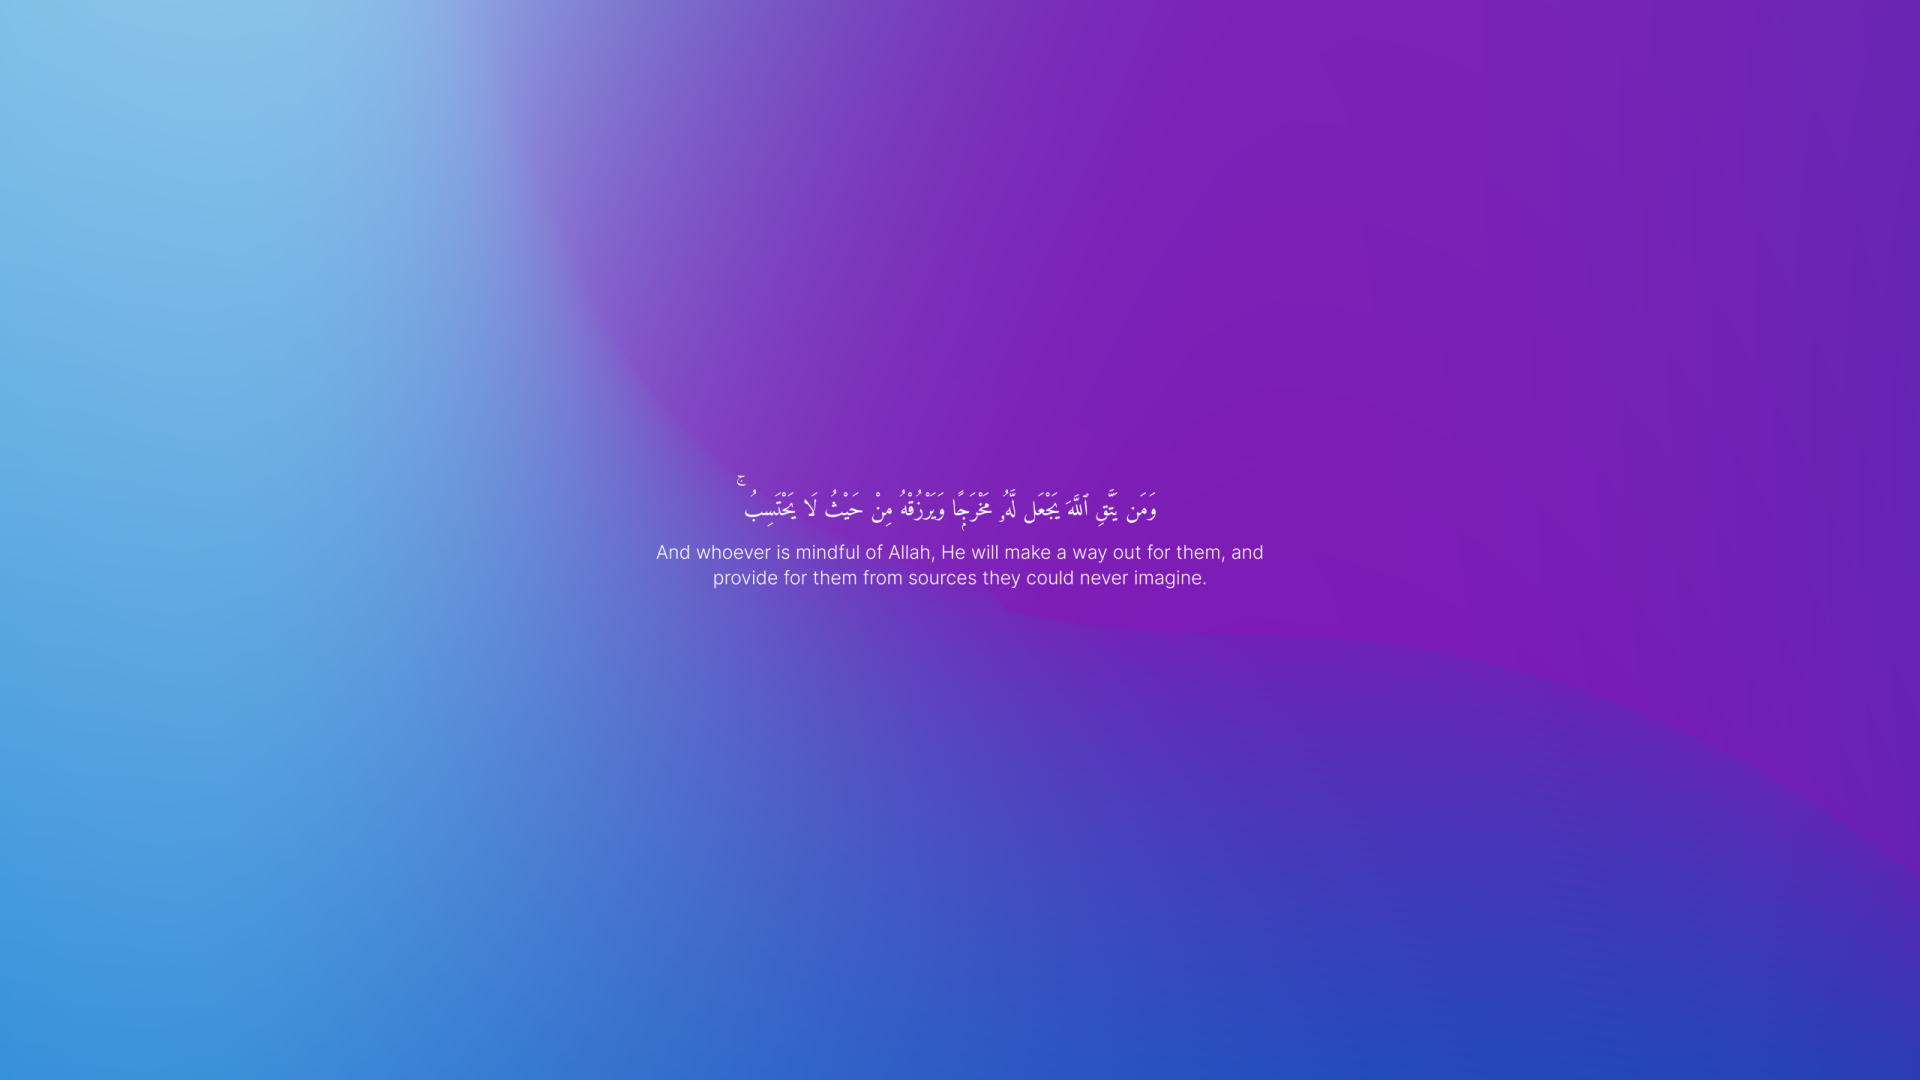 وَمَن يَتَّقِ ٱللَّهَ يَجْعَل لَّهُۥ مَخْرَجًۭا وَيَرْزُقْهُ مِنْ حَيْثُ لَا يَحْتَسِبُ ۚ
And whoever is mindful of Allah, He will make a way out for them, and
provide for them from sources they could never imagine.